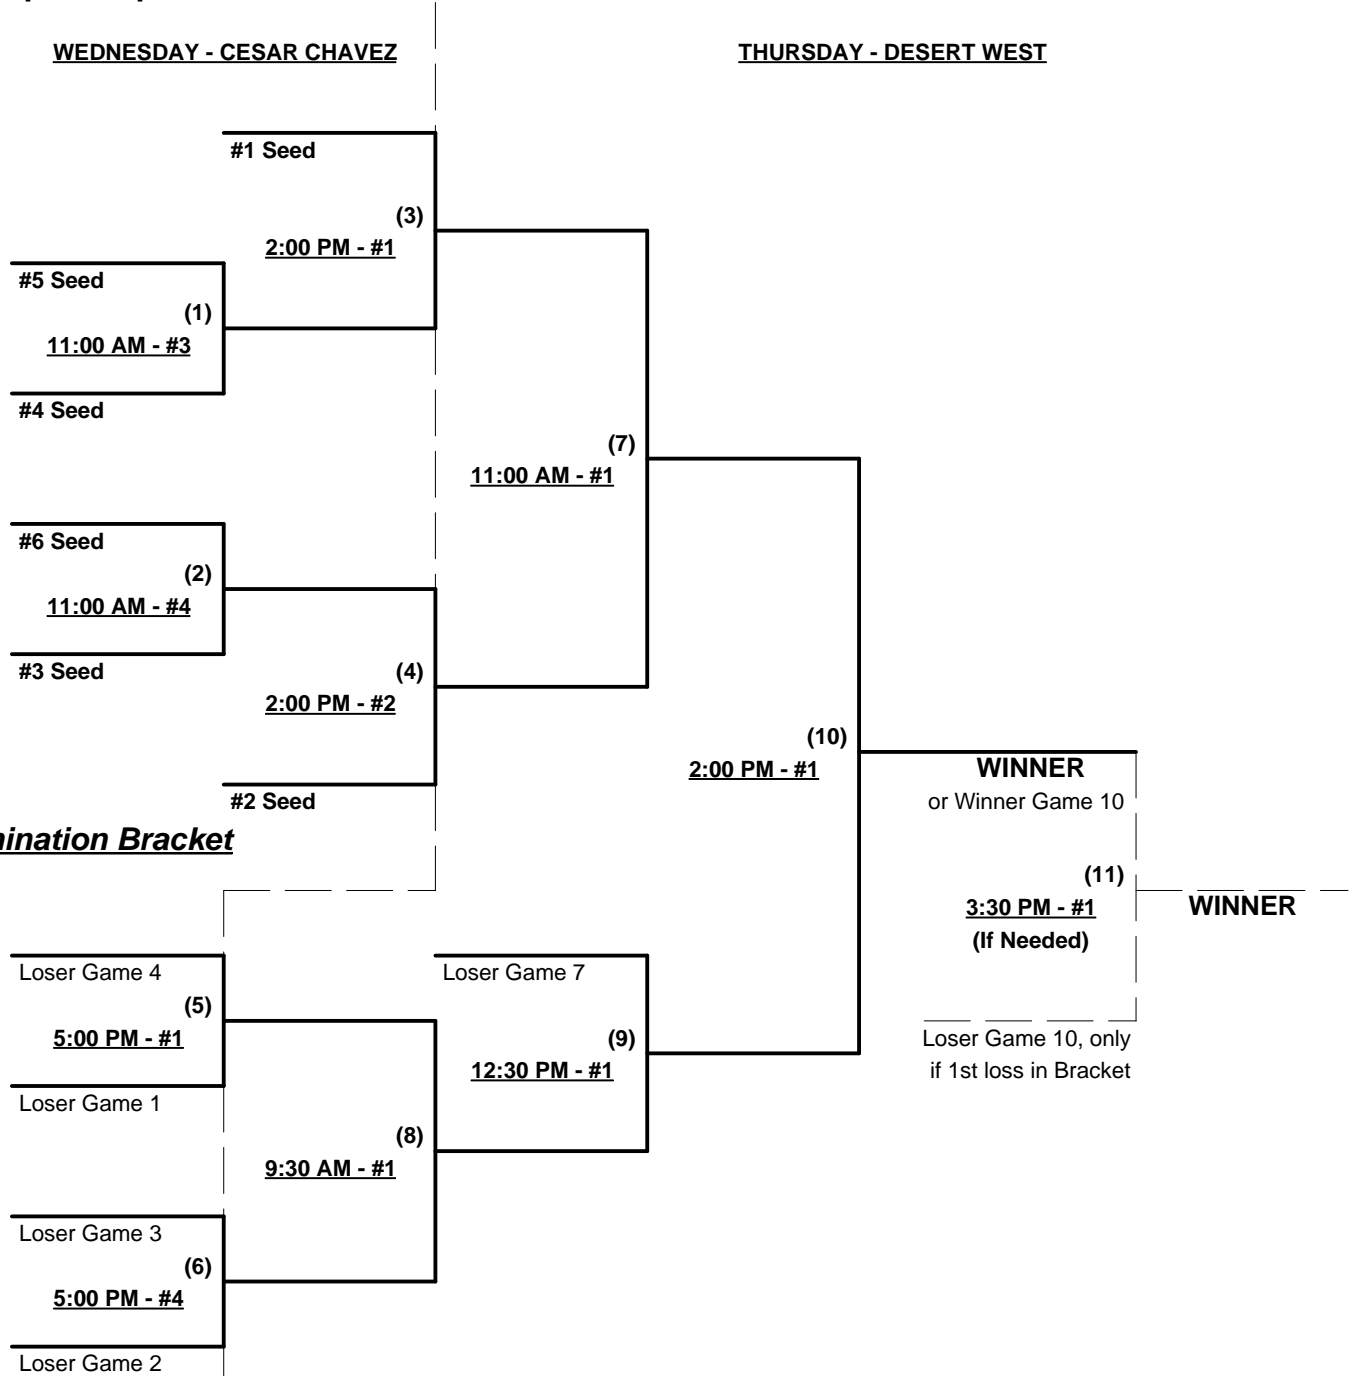 WEDNESDAY - CESAR CHAVEZ
THURSDAY - DESERT WEST
#1 Seed
(3)
2:00 PM - #1
#5 Seed
(1)
11:00 AM - #3
#4 Seed
(7)
11:00 AM - #1
#6 Seed
(2)
11:00 AM - #4
#3 Seed
(4)
2:00 PM - #2
#2 Seed
(10)
2:00 PM - #1
WINNER
or Winner Game 10
(11)
3:30 PM - #1
(If Needed)
WINNER
Loser Game 10, only
if 1st loss in Bracket
mination Bracket
Loser Game 4
(5)
5:00 PM - #1
Loser Game 1
Loser Game 7
(9)
12:30 PM - #1
(8)
9:30 AM - #1
Loser Game 3
(6)
5:00 PM - #4
Loser Game 2